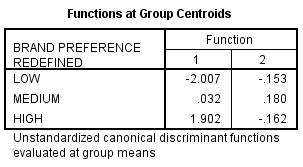 Functions at Group Centroids
BRAND PREFERENCE REDEFINED Function
1 2
LOW -2.007 -.153
MEDIUM .032 .180
HIGH 1.902 -.162
Unstandardized canonical discriminant functions
evaluated at group means